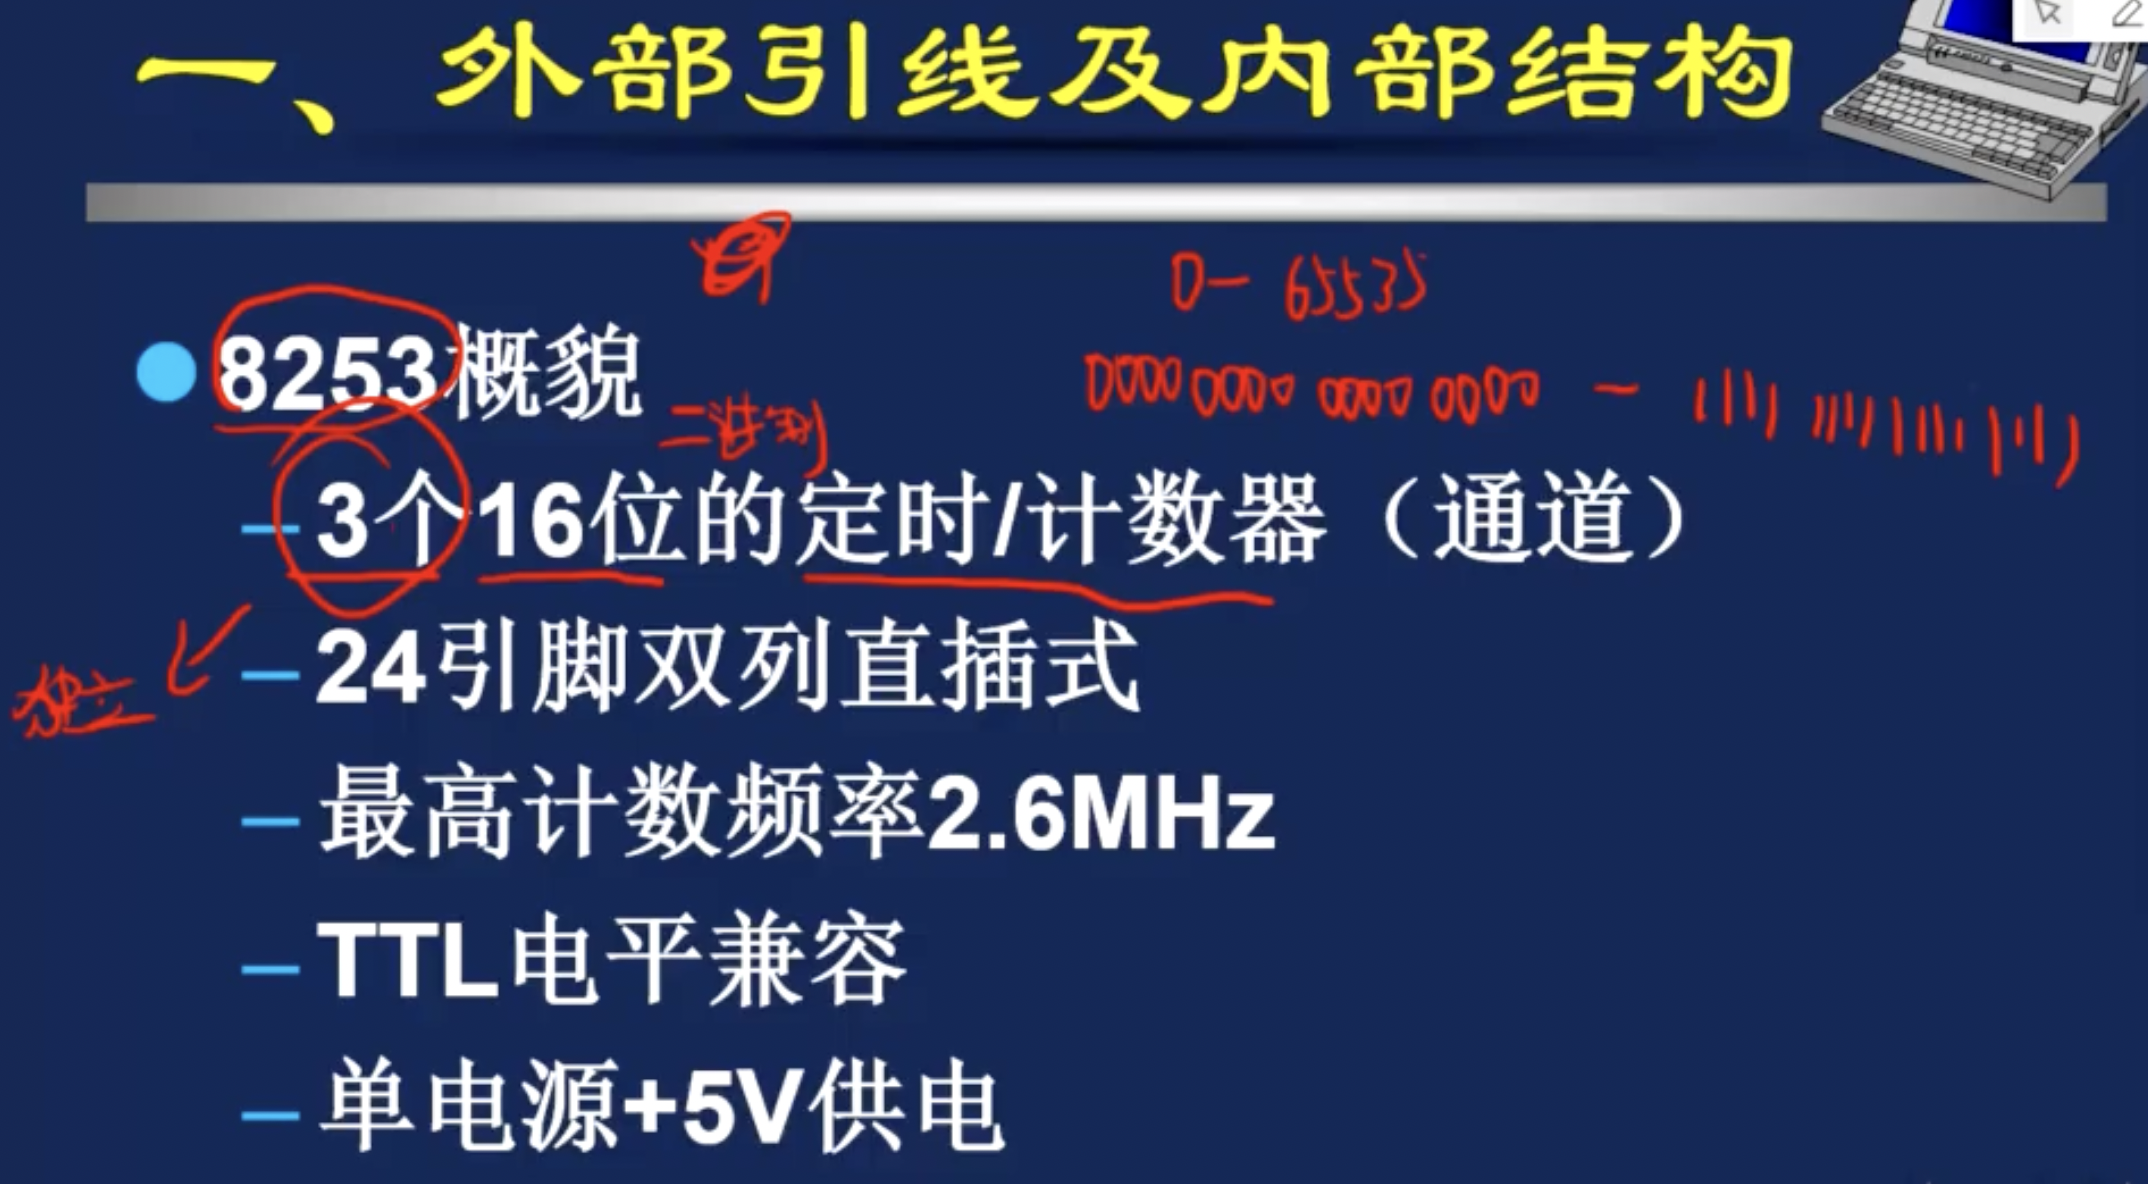 一、外部引线及内部结构
0- 65535
8253概貌
0000 0000 0000 0000 - 1111 1111 1111 1111
二进制
- 3个16位的定时/计数器（通道）
- 24引脚双列直插式
独立
- 最高计数频率2.6MHz
- TTL电平兼容
- 单电源+5V供电